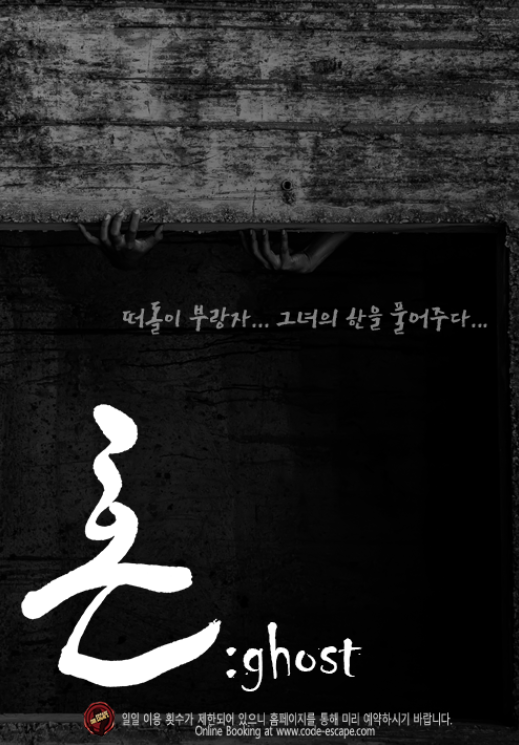 떠돌이 부랑자... 그녀의 한을 풀어주다...
혼
:ghost
일일 이용 횟수가 제한되어 있으니 홈페이지를 통해 미리 예약하시기 바랍니다.
Online Booking at www.code-escape.com